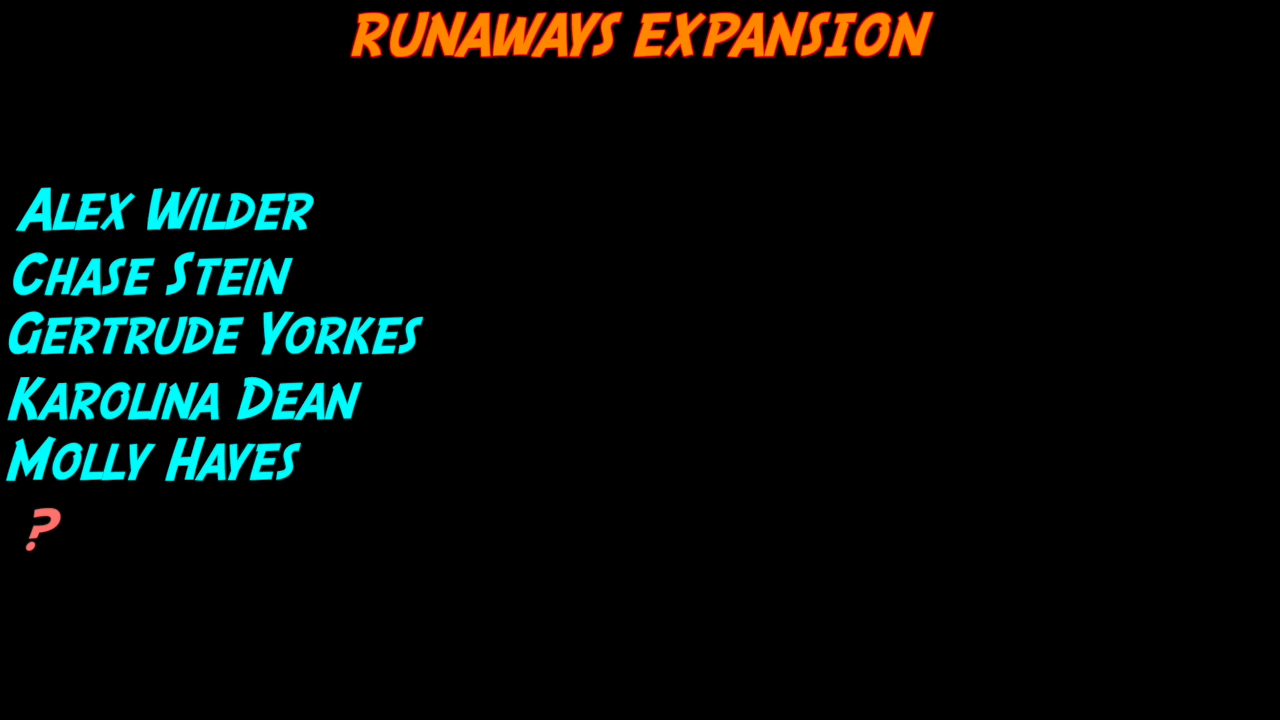 Runaways Expansion
Alex Wilder
Chase Stein
Gertrude Yorkes
Karolina Dean
Molly Hayes
?